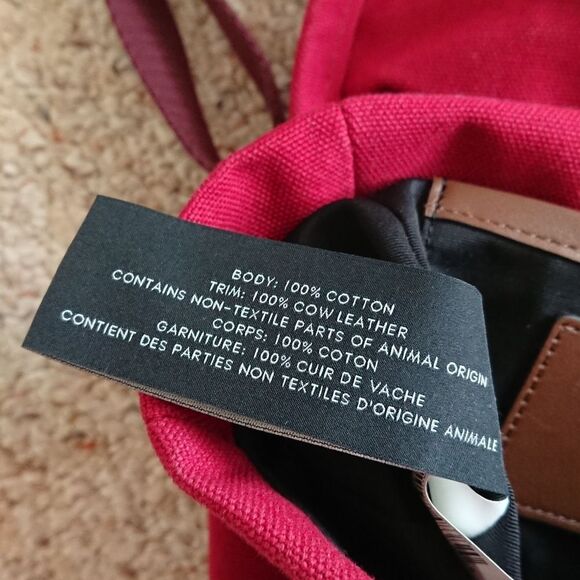 BODY: 100% COTTON
TRIM: 100% COW LEATHER
CONTAINS NON-TEXTILE PARTS OF ANIMAL ORIGIN
CORPS: 100% COTON
GARNITURE: 100% CUIR DE VACHE
CONTIENT DES PARTIES NON TEXTILES D'ORIGINE ANIMALE